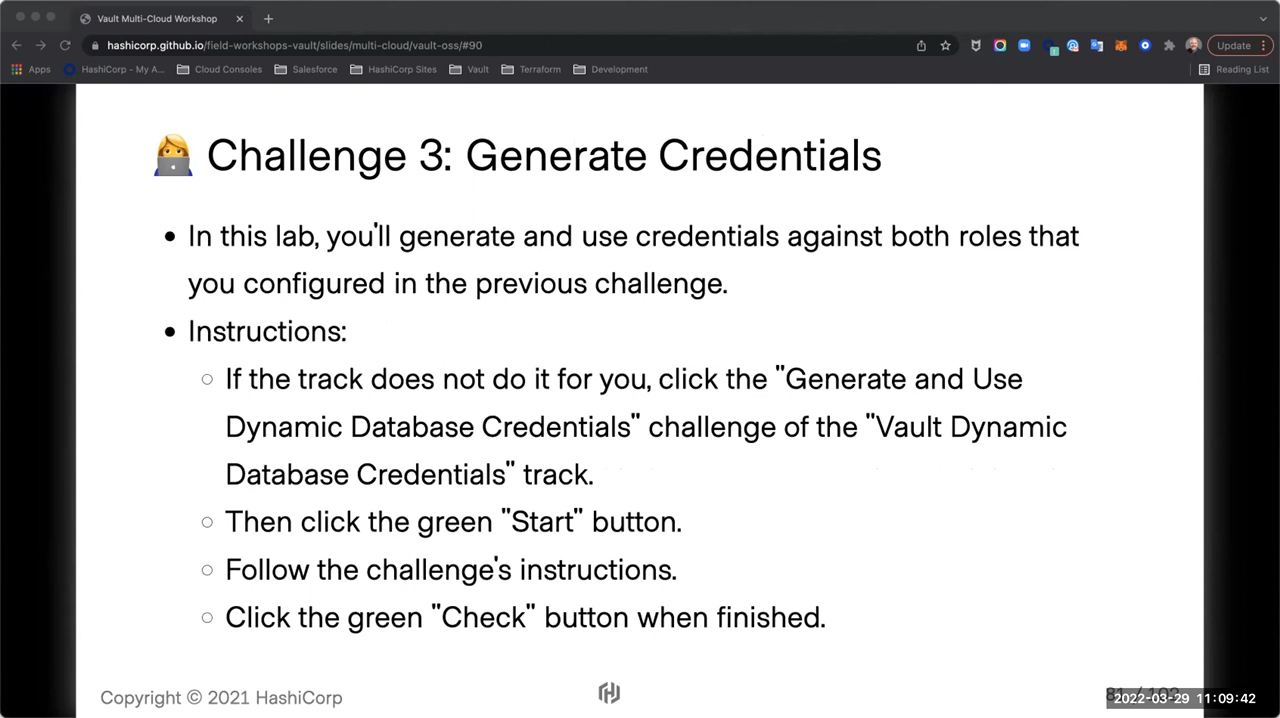 Vault Multi-Cloud Workshop
hashicorp.github.io/field-workshops-vault/slides/multi-cloud/vault-oss/#90
Update
Apps
HashiCorp - My A...
Cloud Consoles
Salesforce
HashiCorp Sites
Vault
Terraform
Development
Reading List
Challenge 3: Generate Credentials
• In this lab, you'll generate and use credentials against both roles that
you configured in the previous challenge.
• Instructions:
○ If the track does not do it for you, click the "Generate and Use
Dynamic Database Credentials" challenge of the "Vault Dynamic
Database Credentials" track.
○ Then click the green "Start" button.
○ Follow the challenge's instructions.
○ Click the green "Check" button when finished.
Copyright © 2021 HashiCorp
2022-03-29 11:09:42